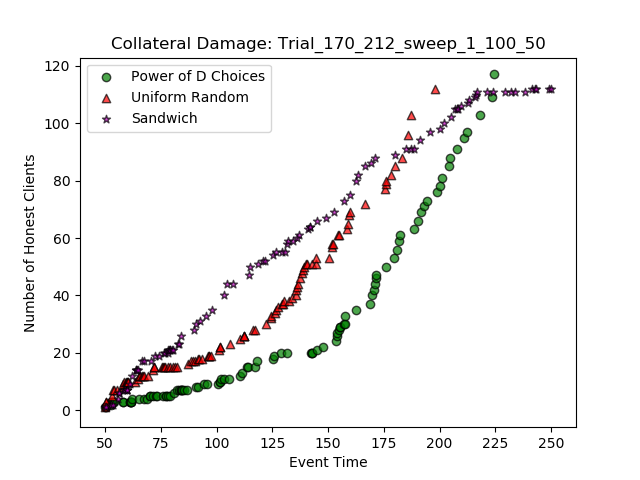 Collateral Damage: Trial_170_212_sweep_1_100_50
120
100
80
60
40
20
0
Number of Honest Clients
Power of D Choices
Uniform Random
Sandwich
50 75 100 125 150 175 200 225 250
Event Time